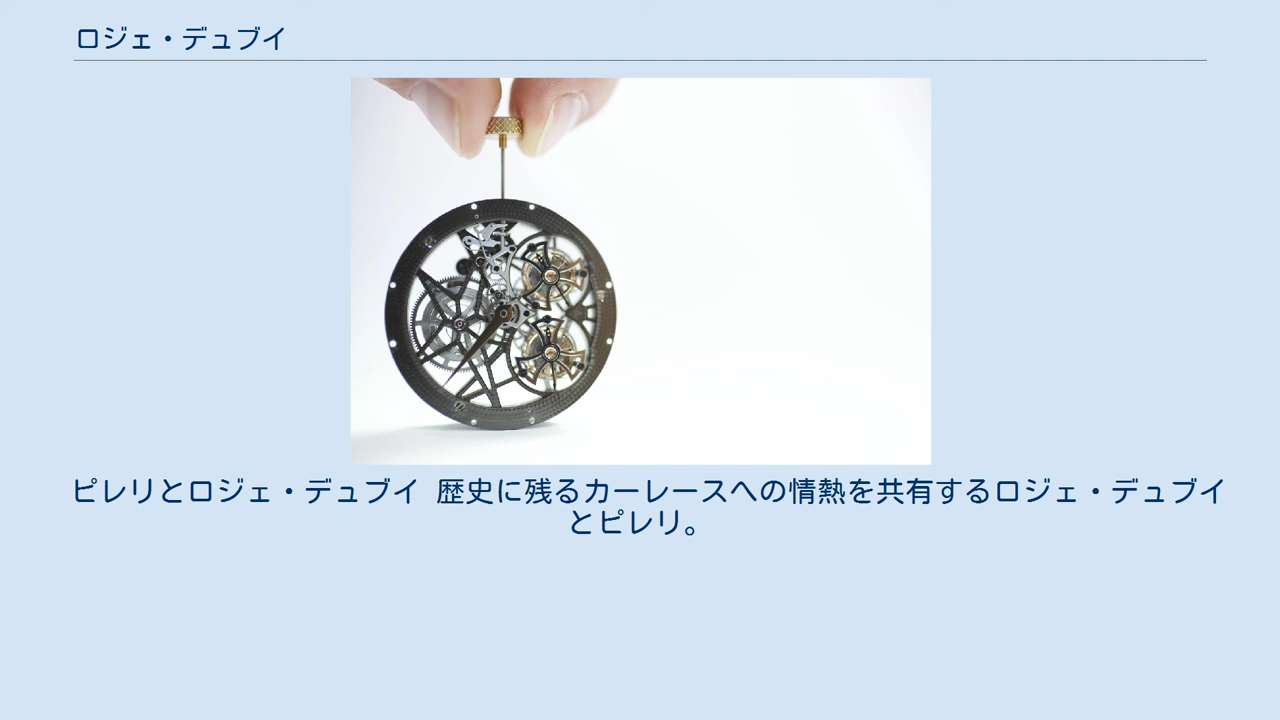 ロジェ・デュブイ
ピレリとロジェ・デュブイ 歴史に残るカーレースへの情熱を共有するロジェ・デュブイ
とピレリ。